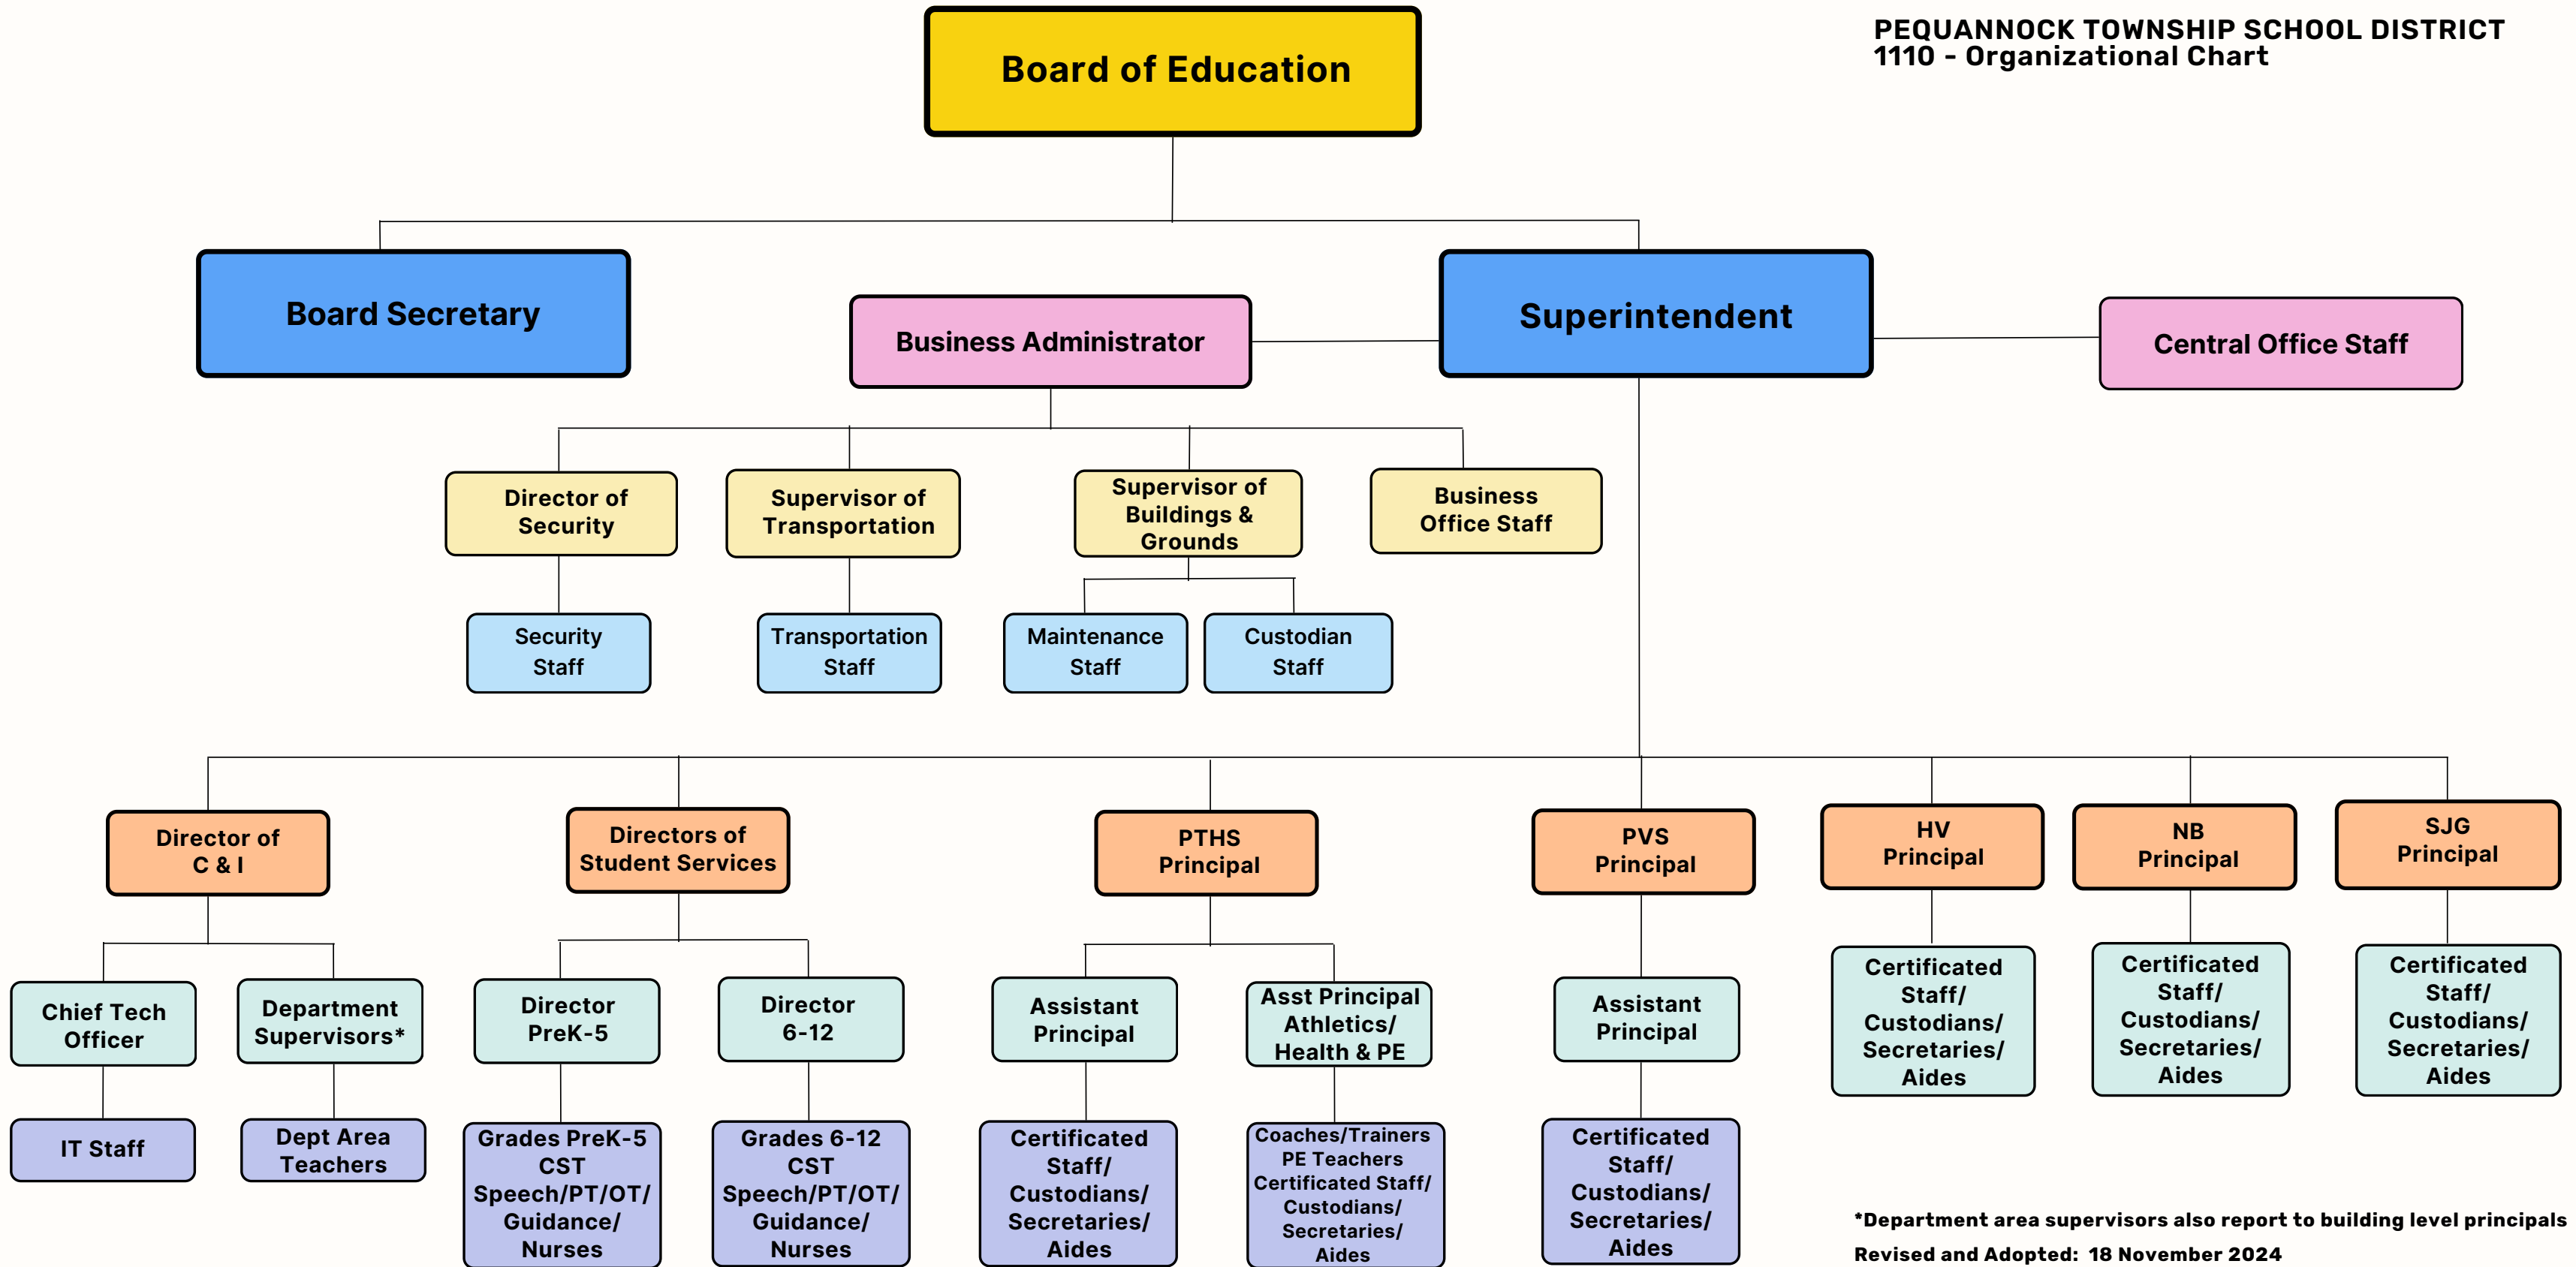 PEQUANNOCK TOWNSHIP SCHOOL DISTRICT
1110 - Organizational Chart
Board of Education
Board Secretary
Business Administrator
Superintendent
Central Office Staff
Director of
Security
Supervisor of
Transportation
Supervisor of
Buildings &
Grounds
Business
Office Staff
Security
Staff
Transportation
Staff
Maintenance
Staff
Custodian
Staff
Director of
C & I
Directors of
Student Services
PTHS
Principal
PVS
Principal
HV
Principal
NB
Principal
SJG
Principal
Chief Tech
Officer
Department
Supervisors*
Director
PreK-5
Director
6-12
Assistant
Principal
Asst Principal
Athletics/
Health & PE
Assistant
Principal
Certificated
Staff/
Custodians/
Secretaries/
Aides
Certificated
Staff/
Custodians/
Secretaries/
Aides
Certificated
Staff/
Custodians/
Secretaries/
Aides
IT Staff
Dept Area
Teachers
Grades PreK-5
CST
Speech/PT/OT/
Guidance/
Nurses
Grades 6-12
CST
Speech/PT/OT/
Guidance/
Nurses
Certificated
Staff/
Custodians/
Secretaries/
Aides
Coaches/Trainers
PE Teachers
Certificated Staff/
Custodians/
Secretaries/
Aides
Certificated
Staff/
Custodians/
Secretaries/
Aides
*Department area supervisors also report to building level principals
Revised and Adopted: 18 November 2024